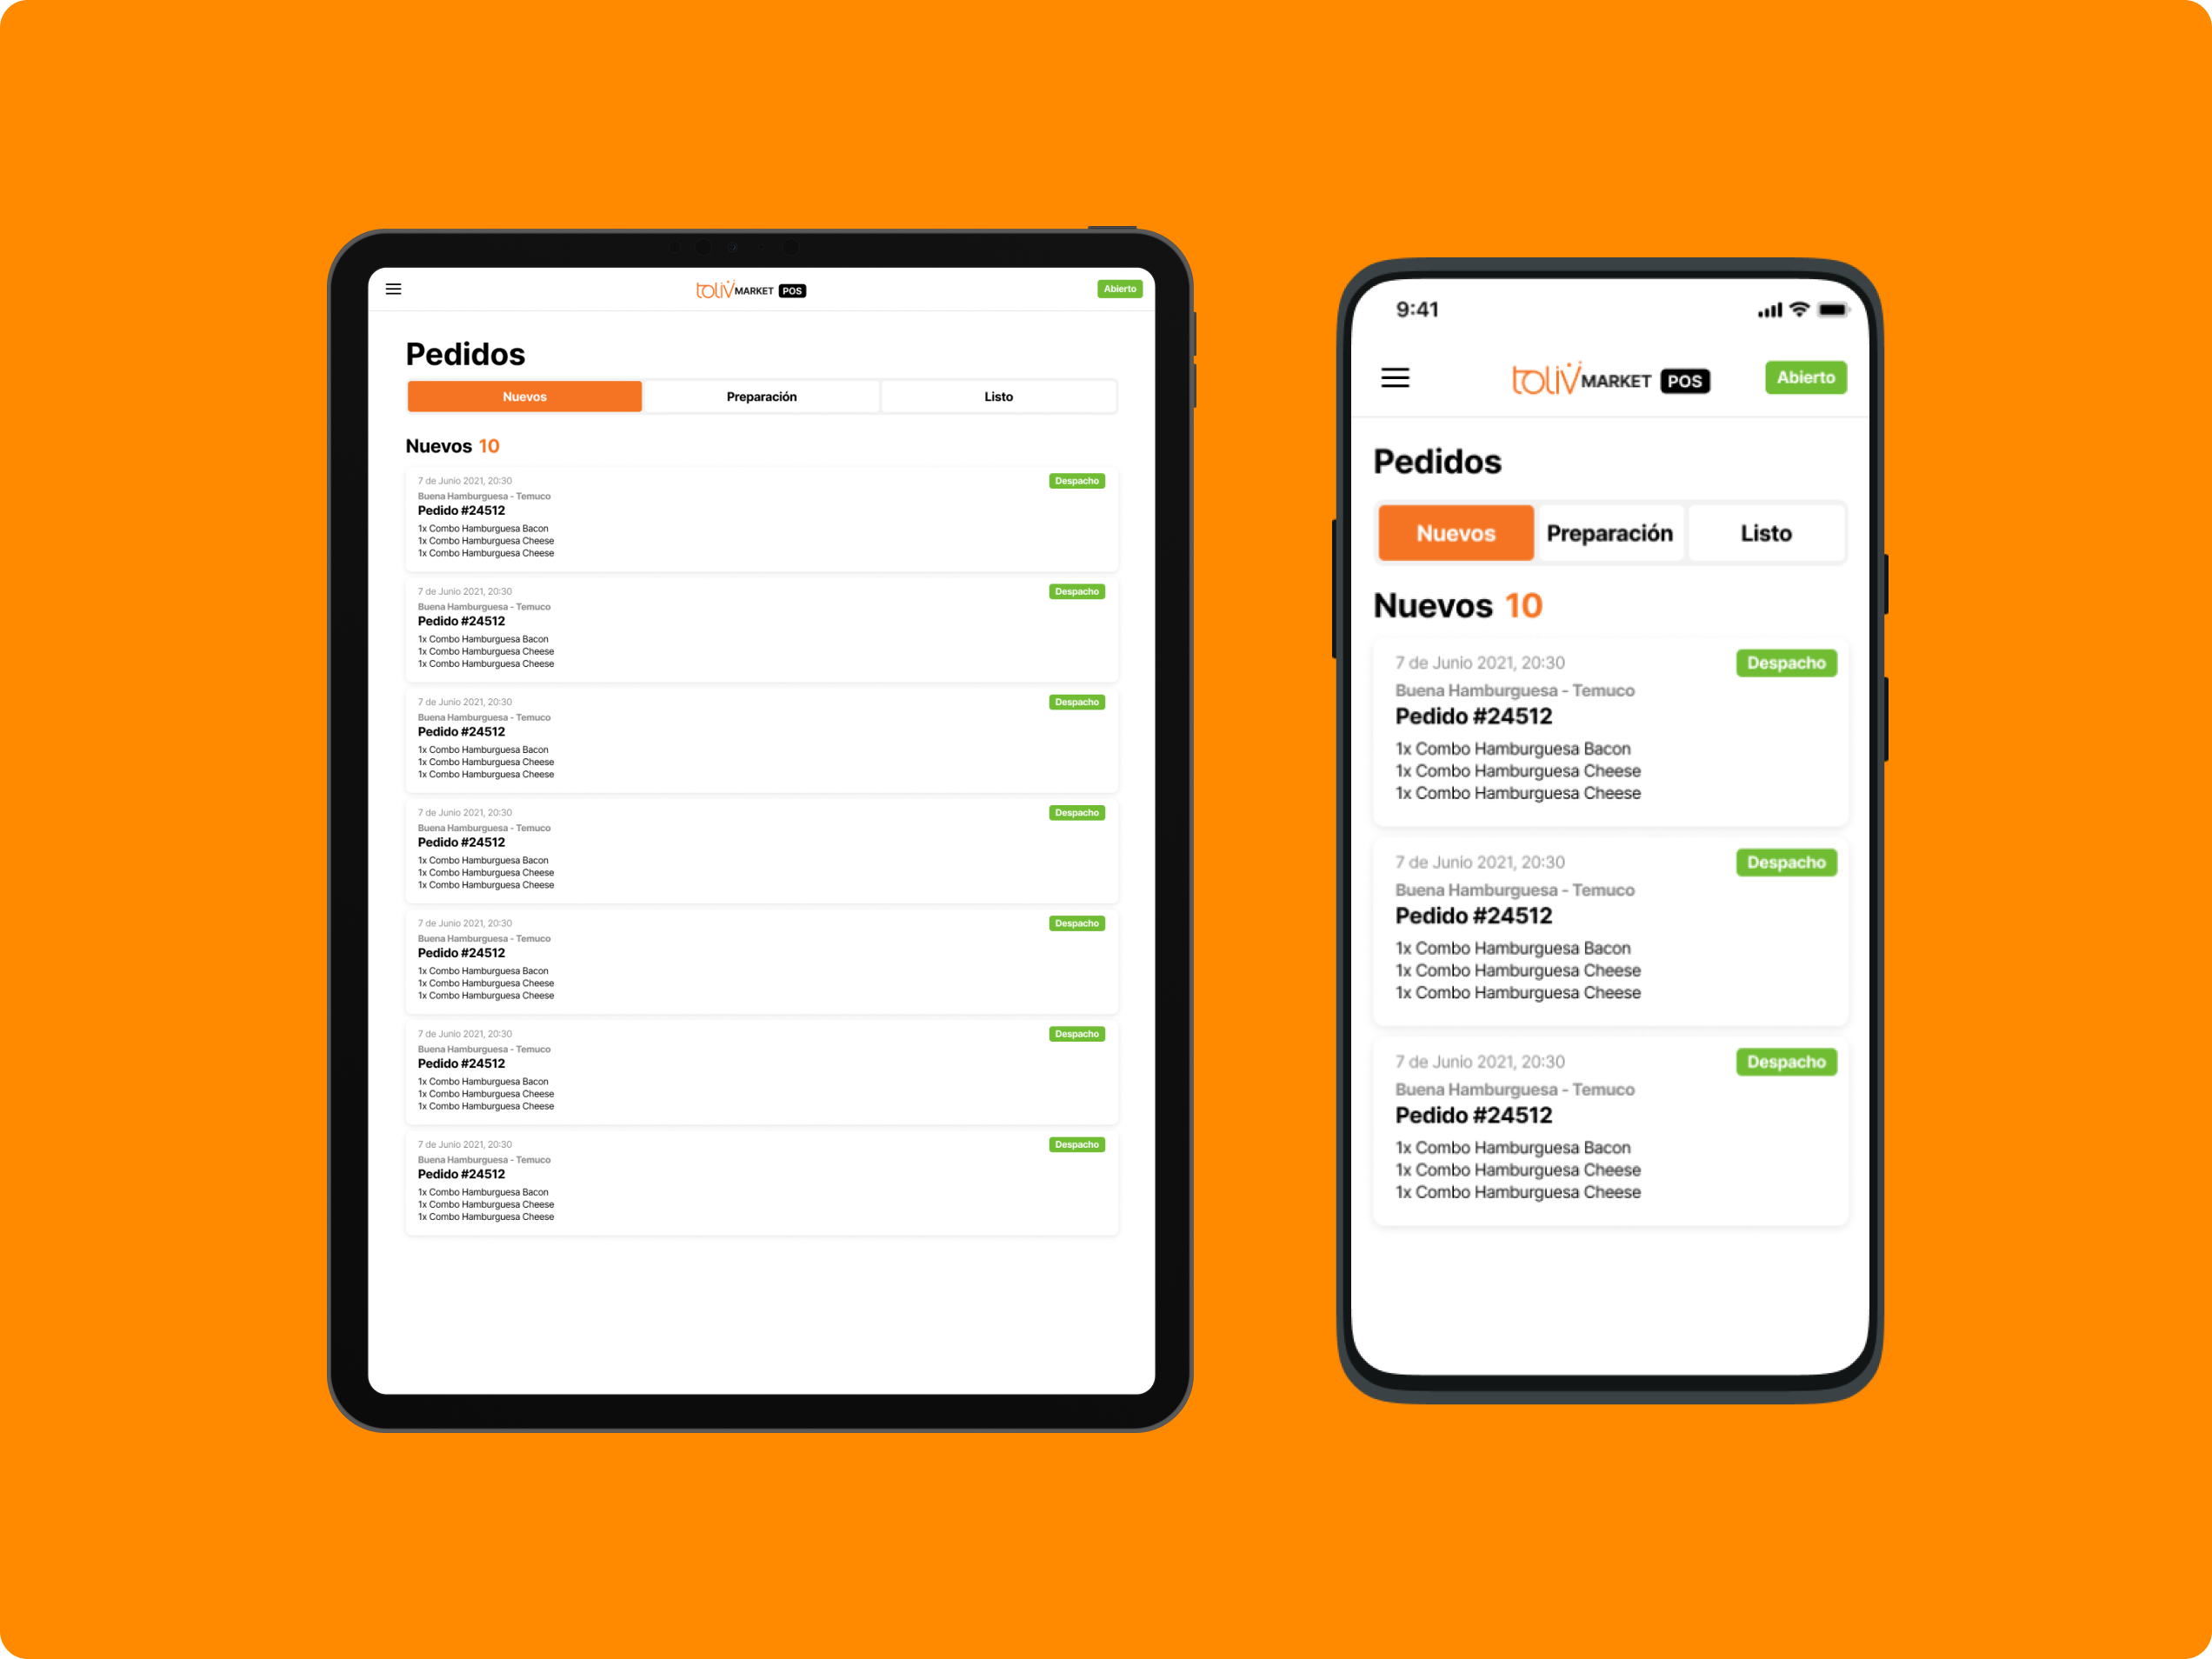 toliv MARKET POS
Abierto
Pedidos
Nuevos Preparación Listo
Nuevos 10
7 de Junio 2021, 20:30 Despacho
Buena Hamburguesa - Temuco
Pedido #24512
1x Combo Hamburguesa Bacon
1x Combo Hamburguesa Cheese
1x Combo Hamburguesa Cheese
7 de Junio 2021, 20:30 Despacho
Buena Hamburguesa - Temuco
Pedido #24512
1x Combo Hamburguesa Bacon
1x Combo Hamburguesa Cheese
1x Combo Hamburguesa Cheese
7 de Junio 2021, 20:30 Despacho
Buena Hamburguesa - Temuco
Pedido #24512
1x Combo Hamburguesa Bacon
1x Combo Hamburguesa Cheese
1x Combo Hamburguesa Cheese
7 de Junio 2021, 20:30 Despacho
Buena Hamburguesa - Temuco
Pedido #24512
1x Combo Hamburguesa Bacon
1x Combo Hamburguesa Cheese
1x Combo Hamburguesa Cheese
7 de Junio 2021, 20:30 Despacho
Buena Hamburguesa - Temuco
Pedido #24512
1x Combo Hamburguesa Bacon
1x Combo Hamburguesa Cheese
1x Combo Hamburguesa Cheese
7 de Junio 2021, 20:30 Despacho
Buena Hamburguesa - Temuco
Pedido #24512
1x Combo Hamburguesa Bacon
1x Combo Hamburguesa Cheese
1x Combo Hamburguesa Cheese
7 de Junio 2021, 20:30 Despacho
Buena Hamburguesa - Temuco
Pedido #24512
1x Combo Hamburguesa Bacon
1x Combo Hamburguesa Cheese
1x Combo Hamburguesa Cheese
9:41
toliv MARKET POS
Abierto
Pedidos
Nuevos Preparación Listo
Nuevos 10
7 de Junio 2021, 20:30 Despacho
Buena Hamburguesa - Temuco
Pedido #24512
1x Combo Hamburguesa Bacon
1x Combo Hamburguesa Cheese
1x Combo Hamburguesa Cheese
7 de Junio 2021, 20:30 Despacho
Buena Hamburguesa - Temuco
Pedido #24512
1x Combo Hamburguesa Bacon
1x Combo Hamburguesa Cheese
1x Combo Hamburguesa Cheese
7 de Junio 2021, 20:30 Despacho
Buena Hamburguesa - Temuco
Pedido #24512
1x Combo Hamburguesa Bacon
1x Combo Hamburguesa Cheese
1x Combo Hamburguesa Cheese